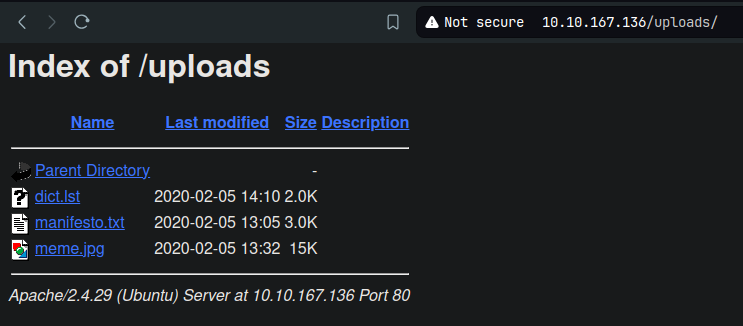 Not secure 10.10.167.136/uploads/
Index of /uploads
Name Last modified Size Description
Parent Directory -
dict.lst 2020-02-05 14:10 2.0K
manifesto.txt 2020-02-05 13:05 3.0K
meme.jpg 2020-02-05 13:32 15K
Apache/2.4.29 (Ubuntu) Server at 10.10.167.136 Port 80